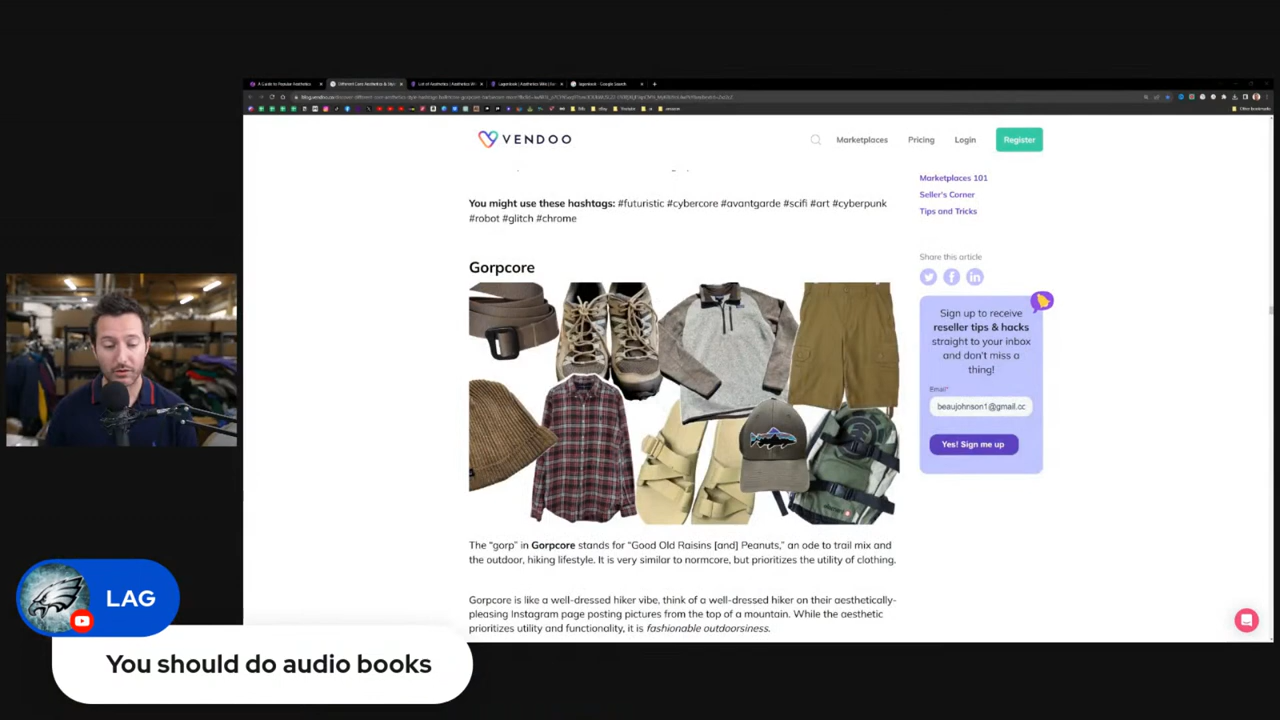 VENDOO
Marketplaces
Pricing
Login
Register
Marketplaces 101
Seller's Corner
Tips and Tricks
You might use these hashtags: #futuristic #cybercore #avantgarde #scifi #art #cyberpunk
#robot #glitch #chrome
Gorpcore
The “gorp” in Gorpcore stands for “Good Old Raisins [and] Peanuts,” an ode to trail mix and
the outdoor, hiking lifestyle. It is very similar to normcore, but prioritizes the utility of clothing.
Gorpcore is like a well-dressed hiker vibe, think of a well-dressed hiker on their aesthetically-
pleasing Instagram page posting pictures from the top of a mountain. While the aesthetic
prioritizes utility and functionality, it is fashionable outdoorsiness.
Share this article
Sign up to receive
reseller tips & hacks
straight to your inbox
and don't miss a
thing!
Email*
beaujohnson1@gmail.cc
Yes! Sign me up
LAG
You should do audio books